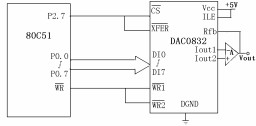 80C51
P2.7
P0.0
∫
P0.7
WR
CS
XFER
DAC0832
DI0
∫
DI7
WR1
WR2
DGND
Vcc
ILE
+5V
Rfb
Iout1
Iout2
-
A
+
Vout